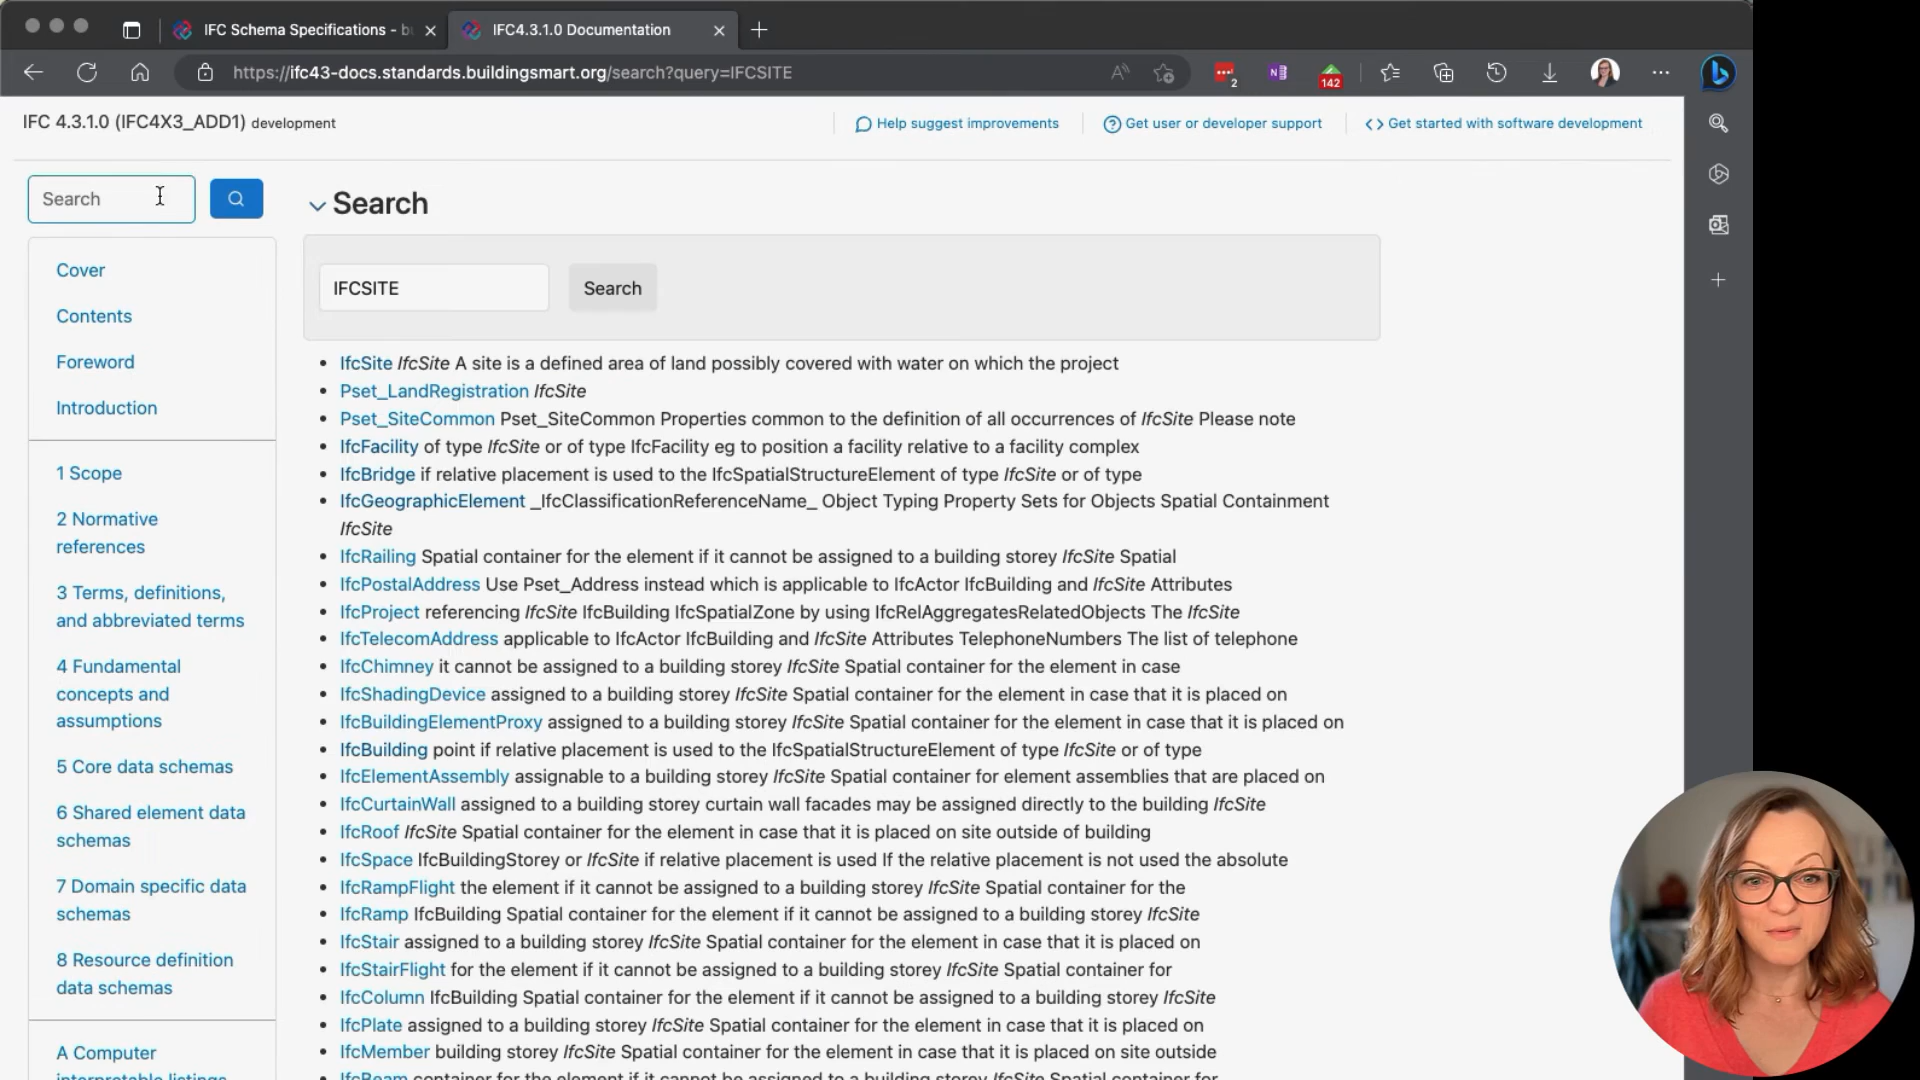 IFC Schema Specifications - bu
IFC4.3.1.0 Documentation
https://ifc43-docs.standards.buildingsmart.org/search?query=IFCSITE
2
142
IFC 4.3.1.0 (IFC4X3_ADD1) development
Help suggest improvements
Get user or developer support
Get started with software development
Search
Cover
Contents
Foreword
Introduction
1 Scope
2 Normative
references
3 Terms, definitions,
and abbreviated terms
4 Fundamental
concepts and
assumptions
5 Core data schemas
6 Shared element data
schemas
7 Domain specific data
schemas
8 Resource definition
data schemas
A Computer
interpretable listings
Search
IFCSITE
Search
IfcSite IfcSite A site is a defined area of land possibly covered with water on which the project
Pset_LandRegistration IfcSite
Pset_SiteCommon Pset_SiteCommon Properties common to the definition of all occurrences of IfcSite Please note
IfcFacility of type IfcSite or of type IfcFacility eg to position a facility relative to a facility complex
IfcBridge if relative placement is used to the IfcSpatialStructureElement of type IfcSite or of type
IfcGeographicElement _IfcClassificationReferenceName_ Object Typing Property Sets for Objects Spatial Containment
IfcSite
IfcRailing Spatial container for the element if it cannot be assigned to a building storey IfcSite Spatial
IfcPostalAddress Use Pset_Address instead which is applicable to IfcActor IfcBuilding and IfcSite Attributes
IfcProject referencing IfcSite IfcBuilding IfcSpatialZone by using IfcRelAggregatesRelatedObjects The IfcSite
IfcTelecomAddress applicable to IfcActor IfcBuilding and IfcSite Attributes TelephoneNumbers The list of telephone
IfcChimney it cannot be assigned to a building storey IfcSite Spatial container for the element in case
IfcShadingDevice assigned to a building storey IfcSite Spatial container for the element in case that it is placed on
IfcBuildingElementProxy assigned to a building storey IfcSite Spatial container for the element in case that it is placed on
IfcBuilding point if relative placement is used to the IfcSpatialStructureElement of type IfcSite or of type
IfcElementAssembly assignable to a building storey IfcSite Spatial container for element assemblies that are placed on
IfcCurtainWall assigned to a building storey curtain wall facades may be assigned directly to the building IfcSite
IfcRoof IfcSite Spatial container for the element in case that it is placed on site outside of building
IfcSpace IfcBuildingStorey or IfcSite if relative placement is used If the relative placement is not used the absolute
IfcRampFlight the element if it cannot be assigned to a building storey IfcSite Spatial container for the
IfcRamp IfcBuilding Spatial container for the element if it cannot be assigned to a building storey IfcSite
IfcStair assigned to a building storey IfcSite Spatial container for the element in case that it is placed on
IfcStairFlight for the element if it cannot be assigned to a building storey IfcSite Spatial container for
IfcColumn IfcBuilding Spatial container for the element if it cannot be assigned to a building storey IfcSite
IfcPlate assigned to a building storey IfcSite Spatial container for the element in case that it is placed on
IfcMember building storey IfcSite Spatial container for the element in case that it is placed on site outside
IfcBeam container for the element if it cannot be assigned to a building storey IfcSite Spatial container for